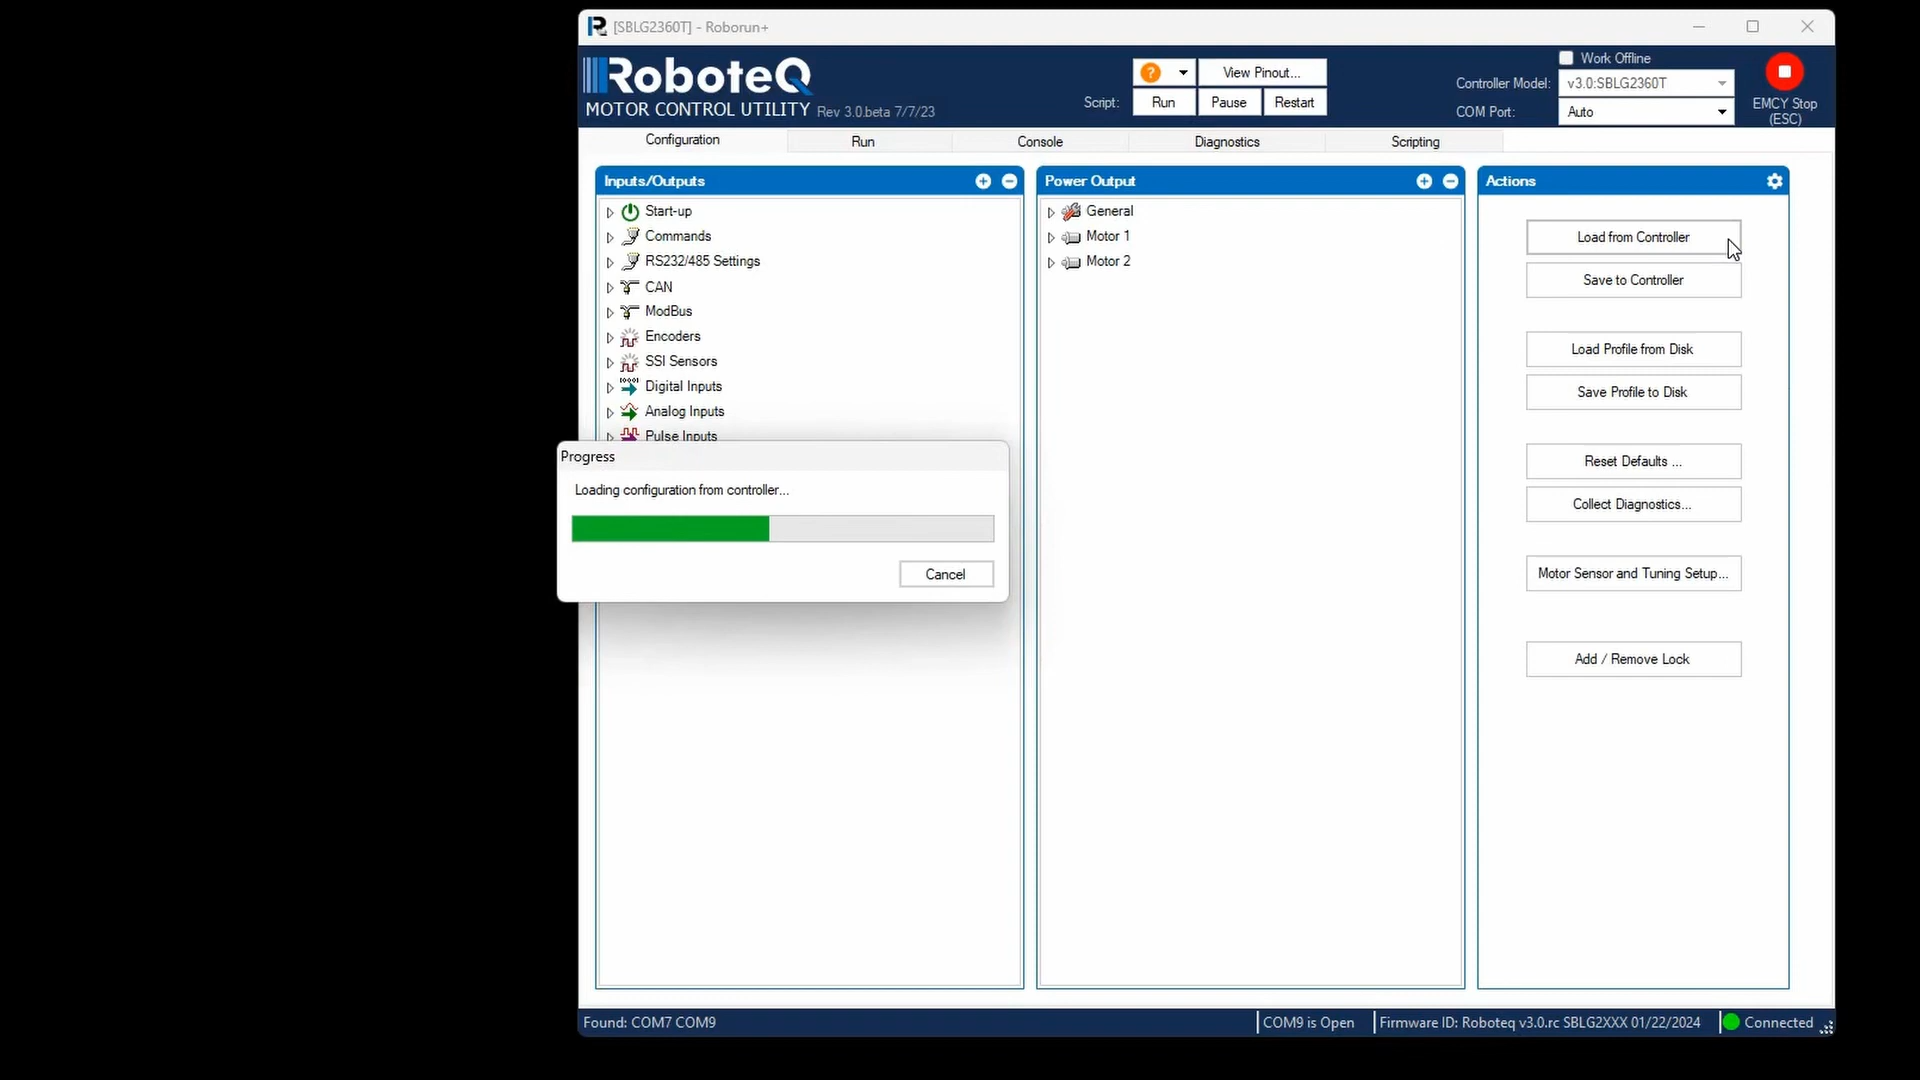 [SBLG2360T] - Roborun+
RoboteQ
MOTOR CONTROL UTILITY Rev 3.0.beta 7/7/23
? View Pinout...
Script: Run Pause Restart
Work Offline
Controller Model: v3.0:SBLG2360T
COM Port: Auto
EMCY Stop
(ESC)
Configuration Run Console Diagnostics Scripting
Inputs/Outputs
Start-up
Commands
RS232/485 Settings
CAN
ModBus
Encoders
SSI Sensors
Digital Inputs
Analog Inputs
Pulse Inputs
Progress
Loading configuration from controller...
Cancel
Power Output
General
Motor 1
Motor 2
Actions
Load from Controller
Save to Controller
Load Profile from Disk
Save Profile to Disk
Reset Defaults ...
Collect Diagnostics...
Motor Sensor and Tuning Setup...
Add / Remove Lock
Found: COM7 COM9
COM9 is Open
Firmware ID: Roboteq v3.0.rc SBLG2XXX 01/22/2024
Connected